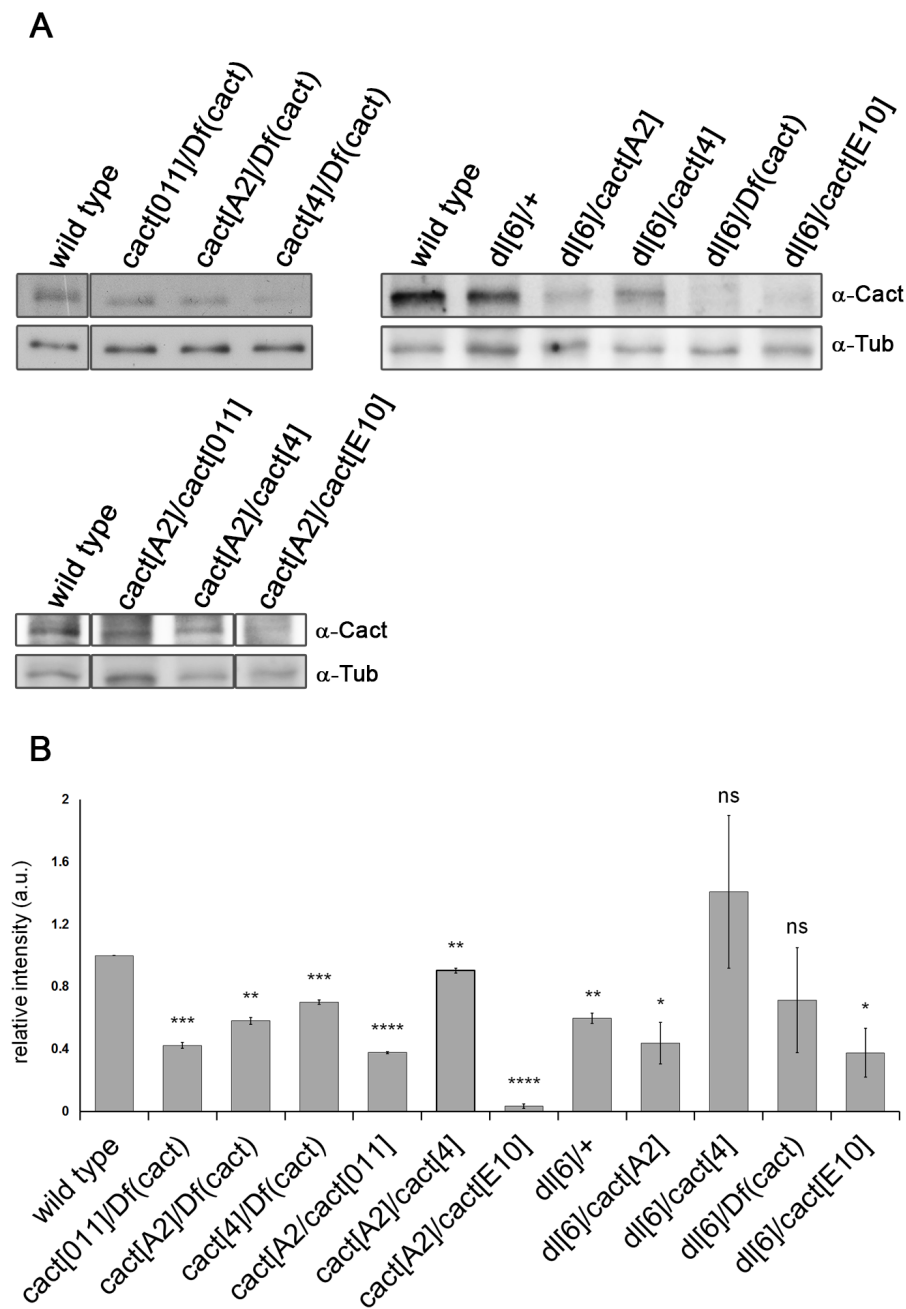 A
wild type
cact[011]/Df(cact)
cact[A2]/Df(cact)
cact[4]/Df(cact)
wild type
dl[6]/+
dl[6]/cact[A2]
dl[6]/cact[4]
dl[6]/Df(cact)
dl[6]/cact[E10]
α-Cact
α-Tub
wild type
cact[A2]/cact[011]
cact[A2]/cact[4]
cact[A2]/cact[E10]
α-Cact
α-Tub
B
relative intensity (a.u.)
2
1.6
1.2
0.8
0.4
0
***
**
***
****
**
****
**
*
ns
ns
*
wild type
cact[011]/Df(cact)
cact[A2]/Df(cact)
cact[4]/Df(cact)
cact[A2/cact[011]
cact[A2]/cact[4]
cact[A2]/cact[E10]
dl[6]/+
dl[6]/cact[A2]
dl[6]/cact[4]
dl[6]/Df(cact)
dl[6]/cact[E10]